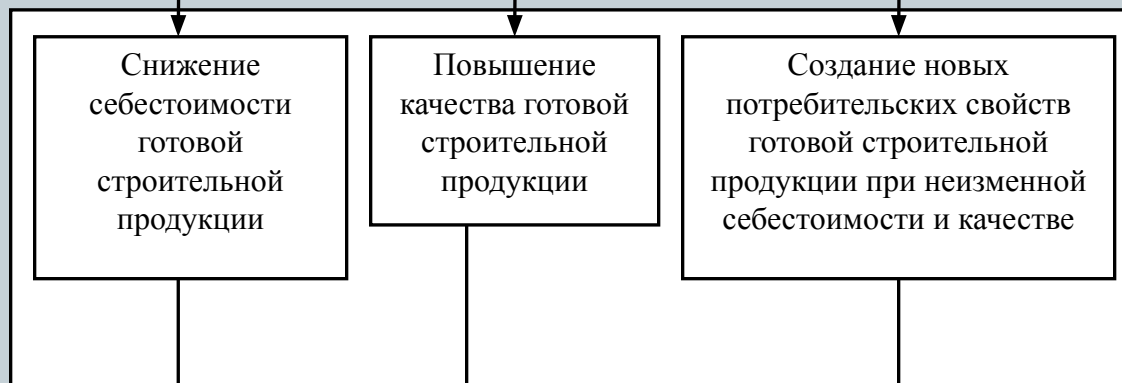 Снижение
себестоимости
готовой
строительной
продукции
Повышение
качества готовой
строительной
продукции
Создание новых
потребительских свойств
готовой строительной
продукции при неизменной
себестоимости и качестве